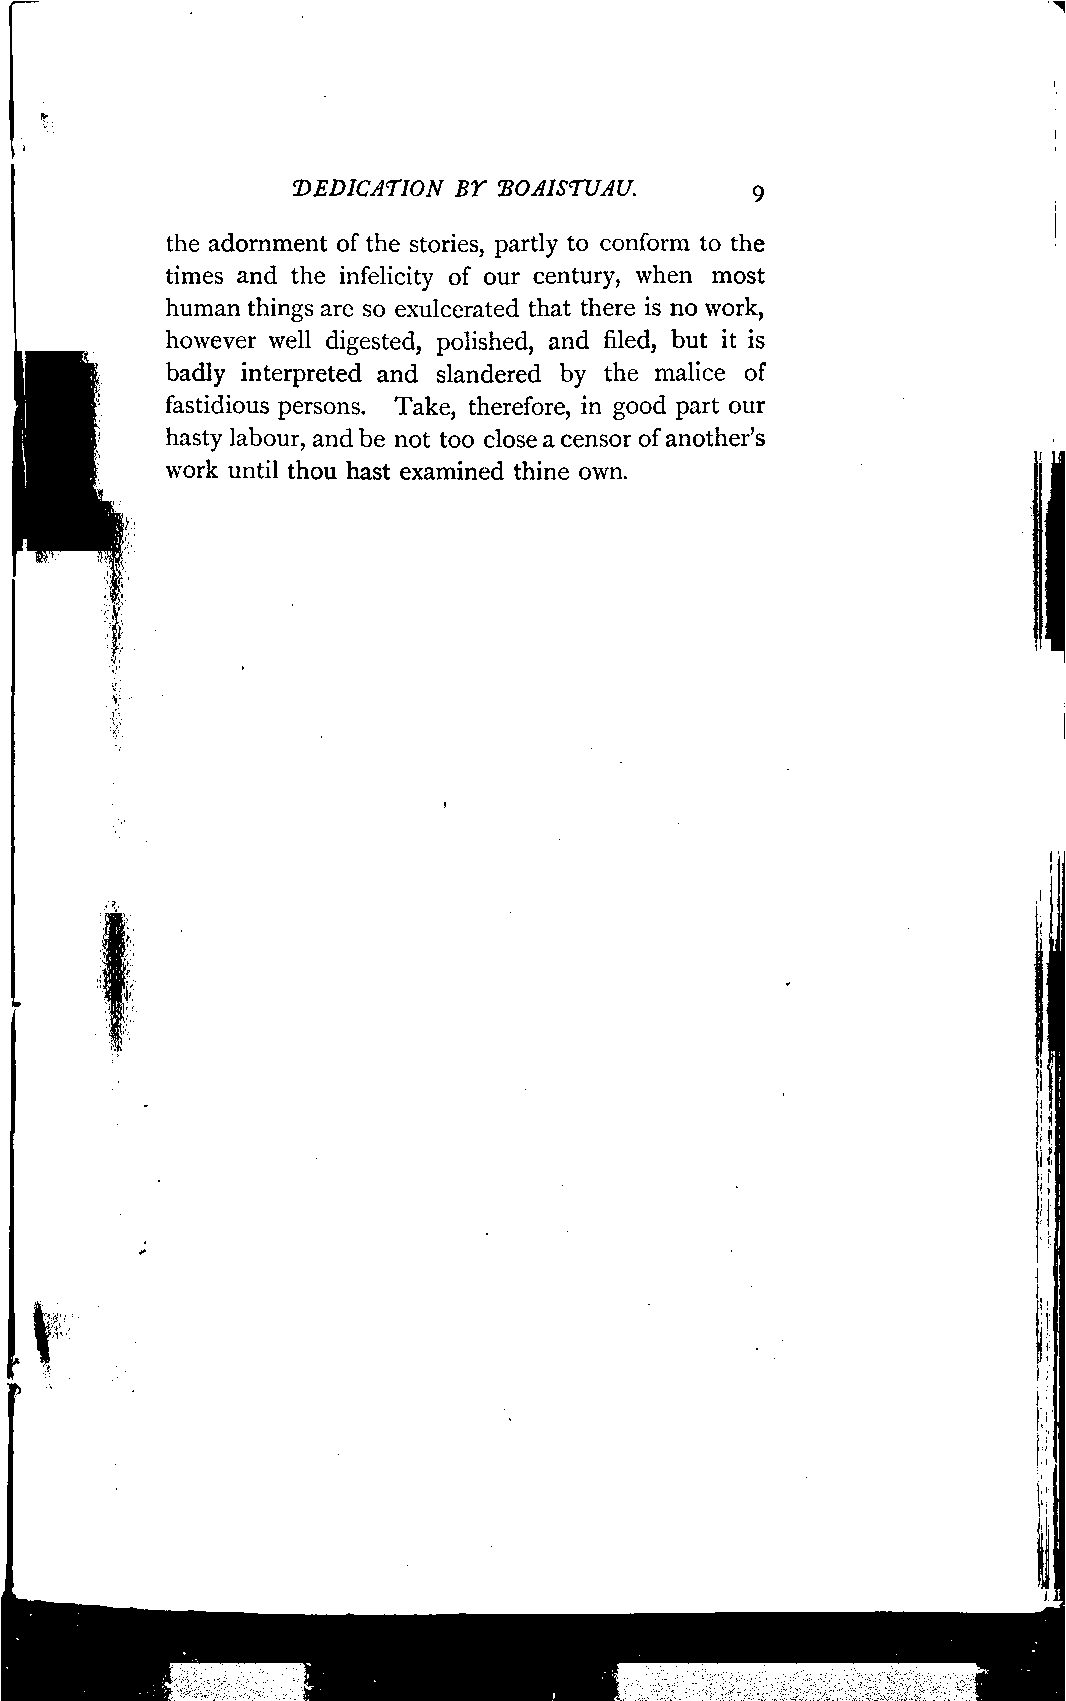 DEDICATION BY BOAISTUAU. 9
the adornment of the stories, partly to conform to the
times and the infelicity of our century, when most
human things are so exulcerated that there is no work,
however well digested, polished, and filed, but it is
badly interpreted and slandered by the malice of
fastidious persons. Take, therefore, in good part our
hasty labour, and be not too close a censor of another's
work until thou hast examined thine own.